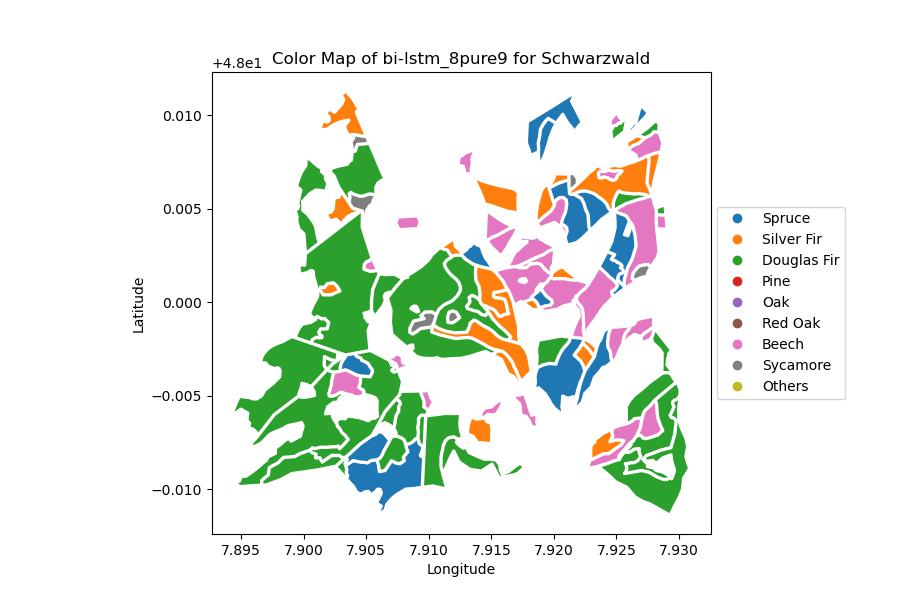 Color Map of bi-lstm_8pure9 for Schwarzwald
+4.8e1
0.010
0.005
0.000
−0.005
−0.010
Latitude
7.895 7.900 7.905 7.910 7.915 7.920 7.925 7.930
Longitude
Spruce
Silver Fir
Douglas Fir
Pine
Oak
Red Oak
Beech
Sycamore
Others